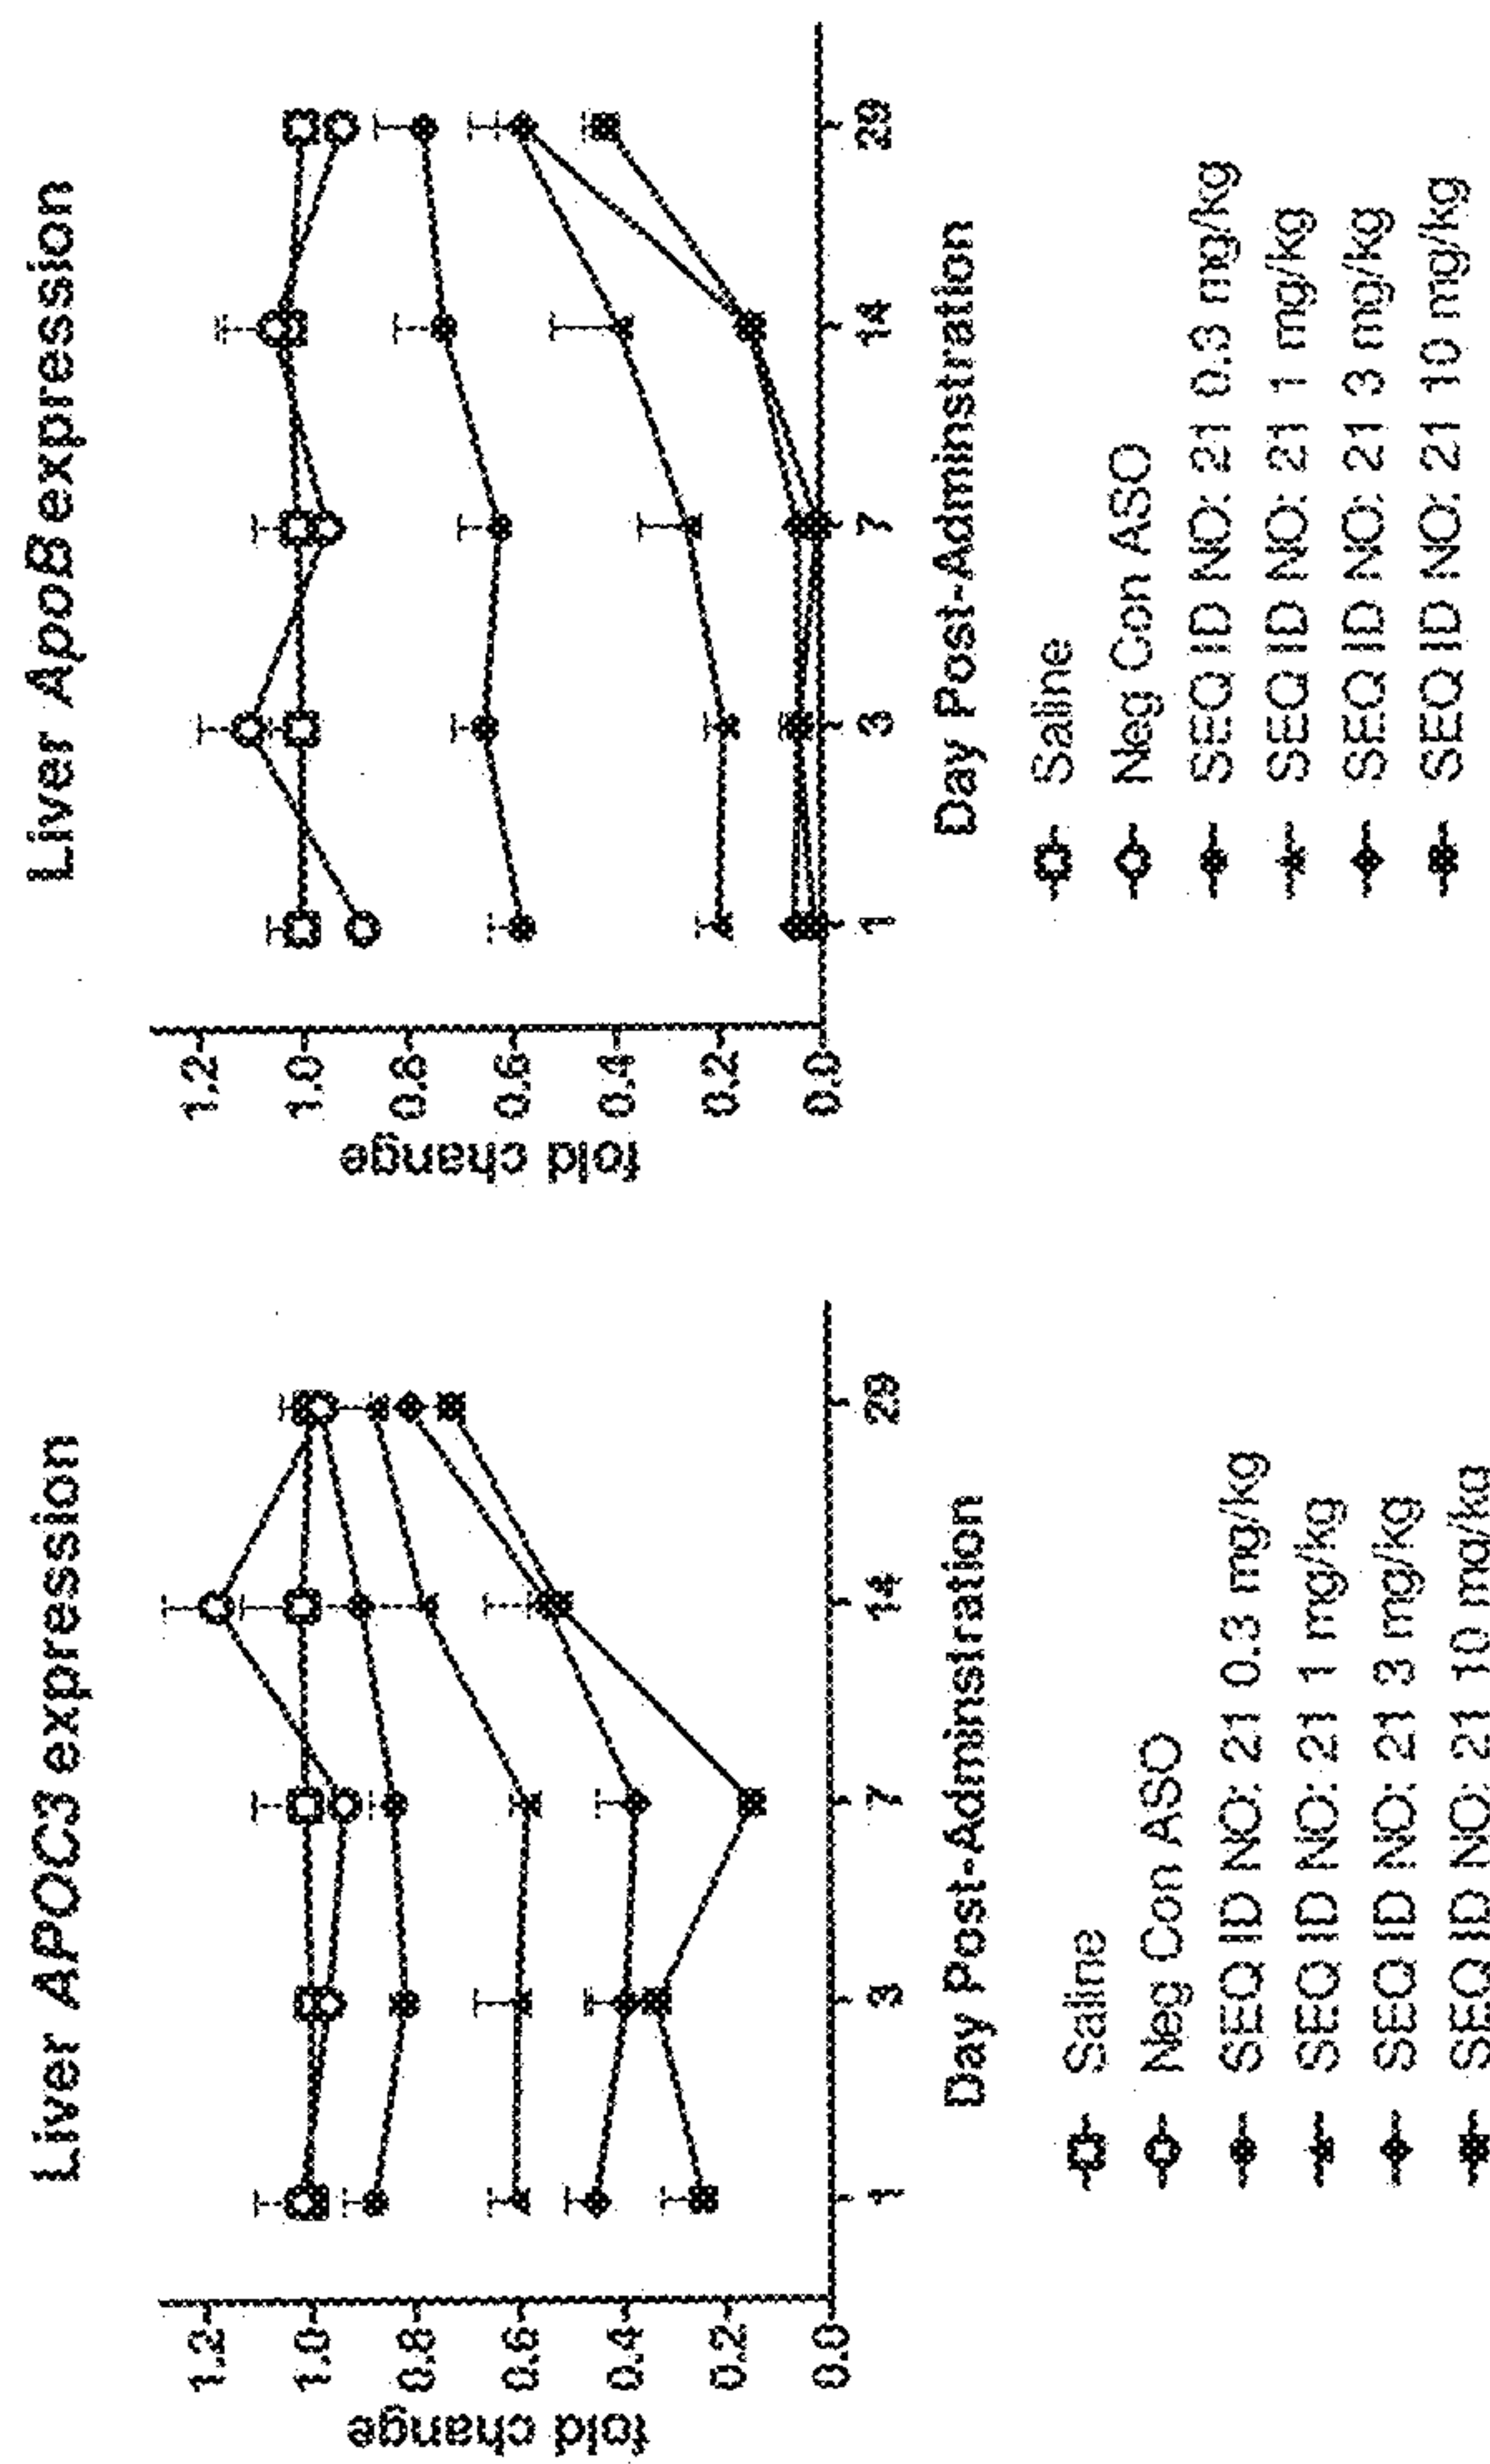 Liver APOC3 expression
fold change
1.2
1.0
0.8
0.6
0.4
0.2
0.0
1 3 7 14 29
Day Post-Adminstration
Saline
Neg Con ASO
SEQ ID NO: 21 0.3 mg/kg
SEQ ID NO: 21 1 mg/kg
SEQ ID NO: 21 3 mg/kg
SEQ ID NO: 21 10 mg/kg
Liver ApoB expression
fold change
1.2
1.0
0.8
0.6
0.4
0.2
0.0
1 3 7 14 29
Day Post-Adminstration
Saline
Neg Con ASO
SEQ ID NO: 21 0.3 mg/kg
SEQ ID NO: 21 1 mg/kg
SEQ ID NO: 21 3 mg/kg
SEQ ID NO: 21 10 mg/kg